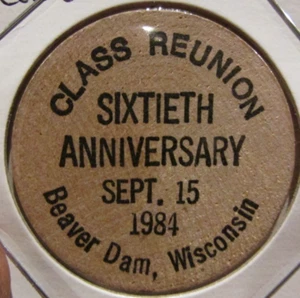 CLASS REUNION
SIXTIETH
ANNIVERSARY
SEPT. 15
1984
Beaver Dam, Wisconsin